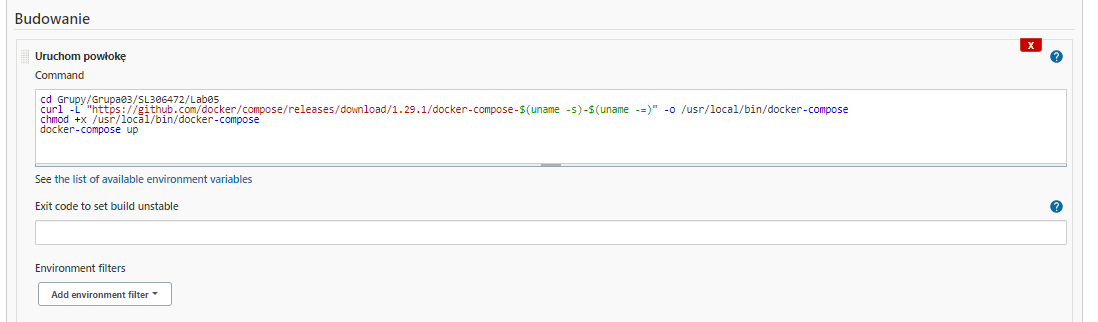 Budowanie
X
Uruchom powłokę
?
Command
cd Grupy/Grupa03/SL306472/Lab05
curl -L "https://github.com/docker/compose/releases/download/1.29.1/docker-compose-$(uname -s)-$(uname -=)" -o /usr/local/bin/docker-compose
chmod +x /usr/local/bin/docker-compose
docker-compose up
See the list of available environment variables
Exit code to set build unstable
?
Environment filters
Add environment filter